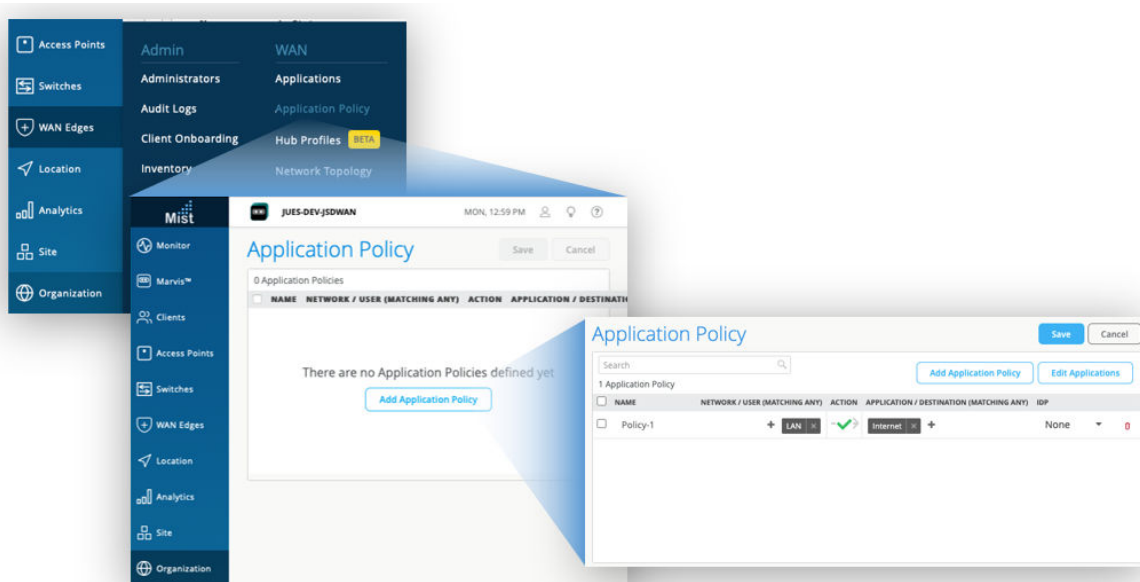 Access Points
Switches
WAN Edges
Location
Analytics
Site
Organization
Admin
Administrators
Audit Logs
Client Onboarding
Inventory
WAN
Applications
Application Policy
Hub Profiles BETA
Network Topology
Mist
Monitor
Marvis™
Clients
Access Points
Switches
WAN Edges
Location
Analytics
Site
Organization
JUES-DEV-JSDWAN MON, 12:59 PM ?
Application Policy Save Cancel
0 Application Policies
NAME NETWORK / USER (MATCHING ANY) ACTION APPLICATION / DESTINATI
There are no Application Policies defined yet
Add Application Policy
Application Policy Save Cancel
Search
Add Application Policy Edit Applications
1 Application Policy
NAME NETWORK / USER (MATCHING ANY) ACTION APPLICATION / DESTINATION (MATCHING ANY) IDP
Policy-1 + LAN × Internet × + None